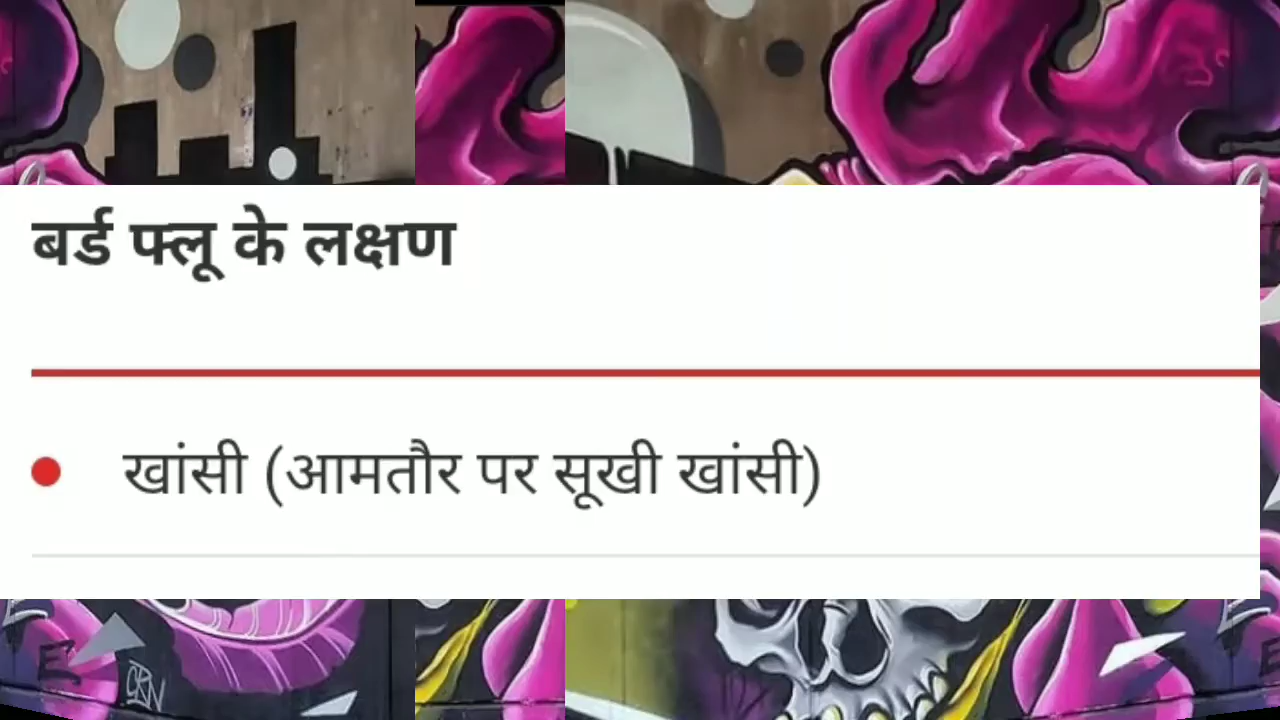 बर्ड फ्लू के लक्षण
खांसी (आमतौर पर सूखी खांसी)